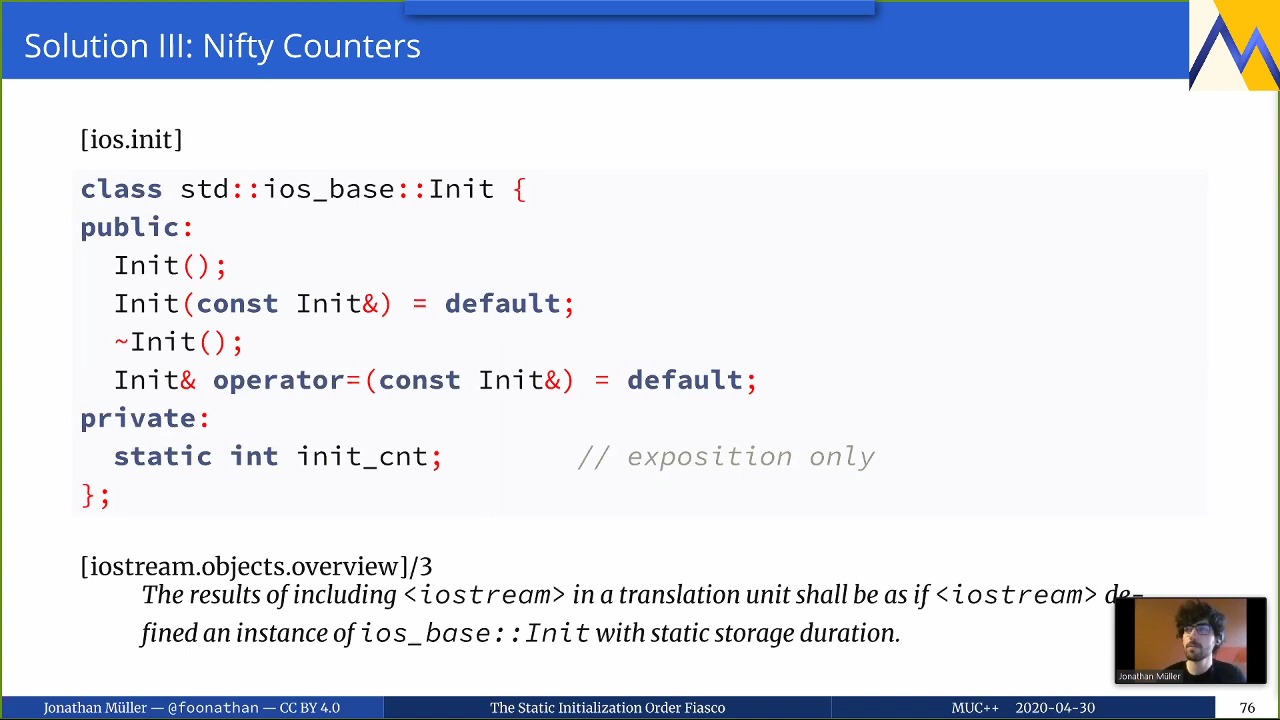 Solution III: Nifty Counters
[ios.init]
class std::ios_base::Init {
public:
  Init();
  Init(const Init&) = default;
  ~Init();
  Init& operator=(const Init&) = default;
private:
  static int init_cnt;        // exposition only
};
[iostream.objects.overview]/3
The results of including <iostream> in a translation unit shall be as if <iostream> de-
fined an instance of ios_base::Init with static storage duration.
Jonathan Müller
Jonathan Müller — @foonathan — CC BY 4.0 The Static Initialization Order Fiasco MUC++ 2020-04-30 76